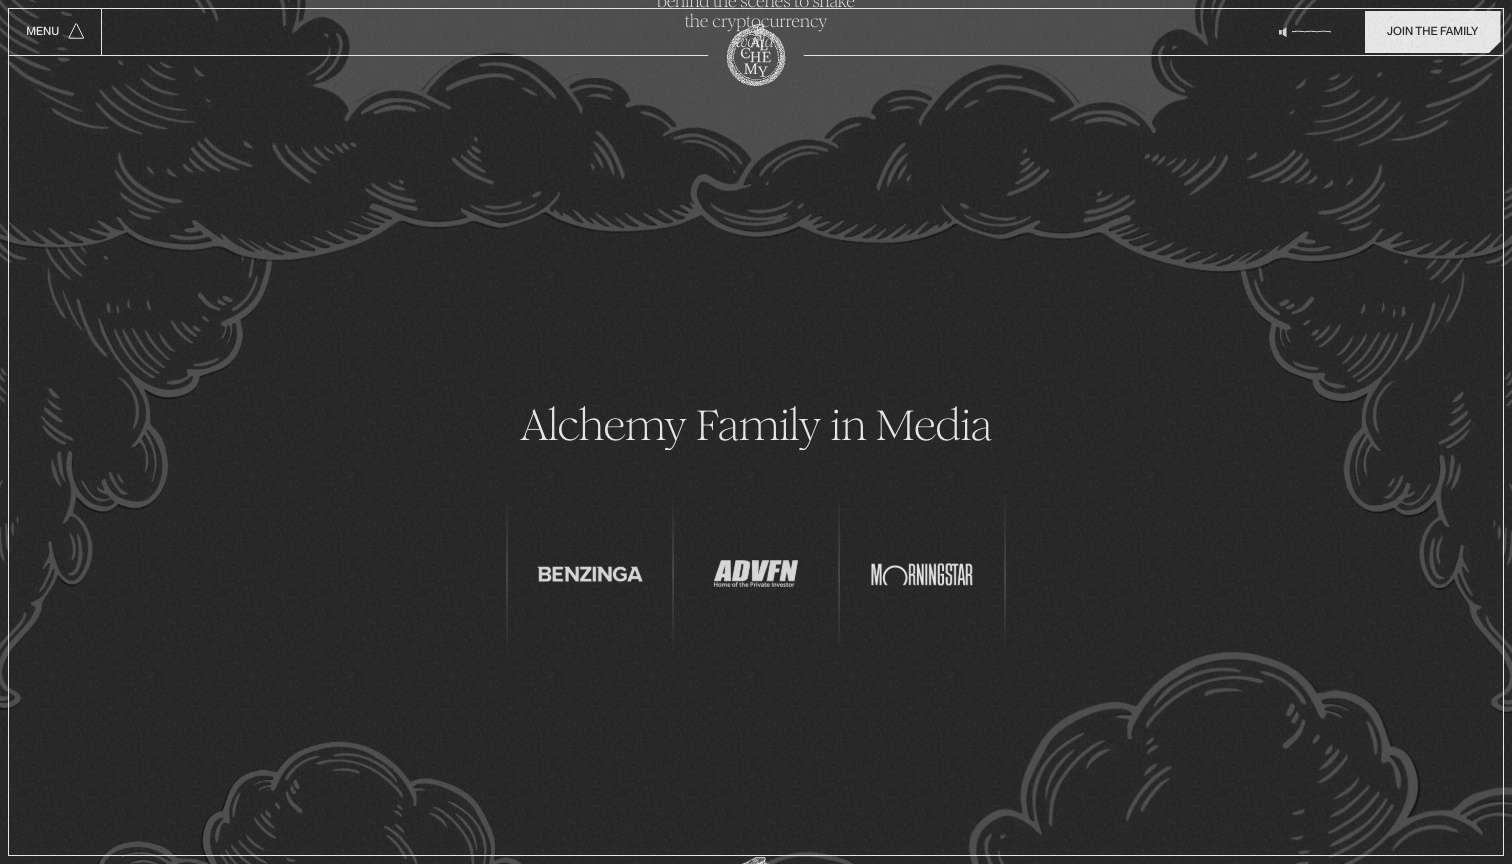 behind the scenes to shake
the cryptocurrency
world
MENU
AL
CHE
MY
JOIN THE FAMILY
Alchemy Family in Media
BENZINGA
ADVFN
Home of the Private Investor
MORNINGSTAR